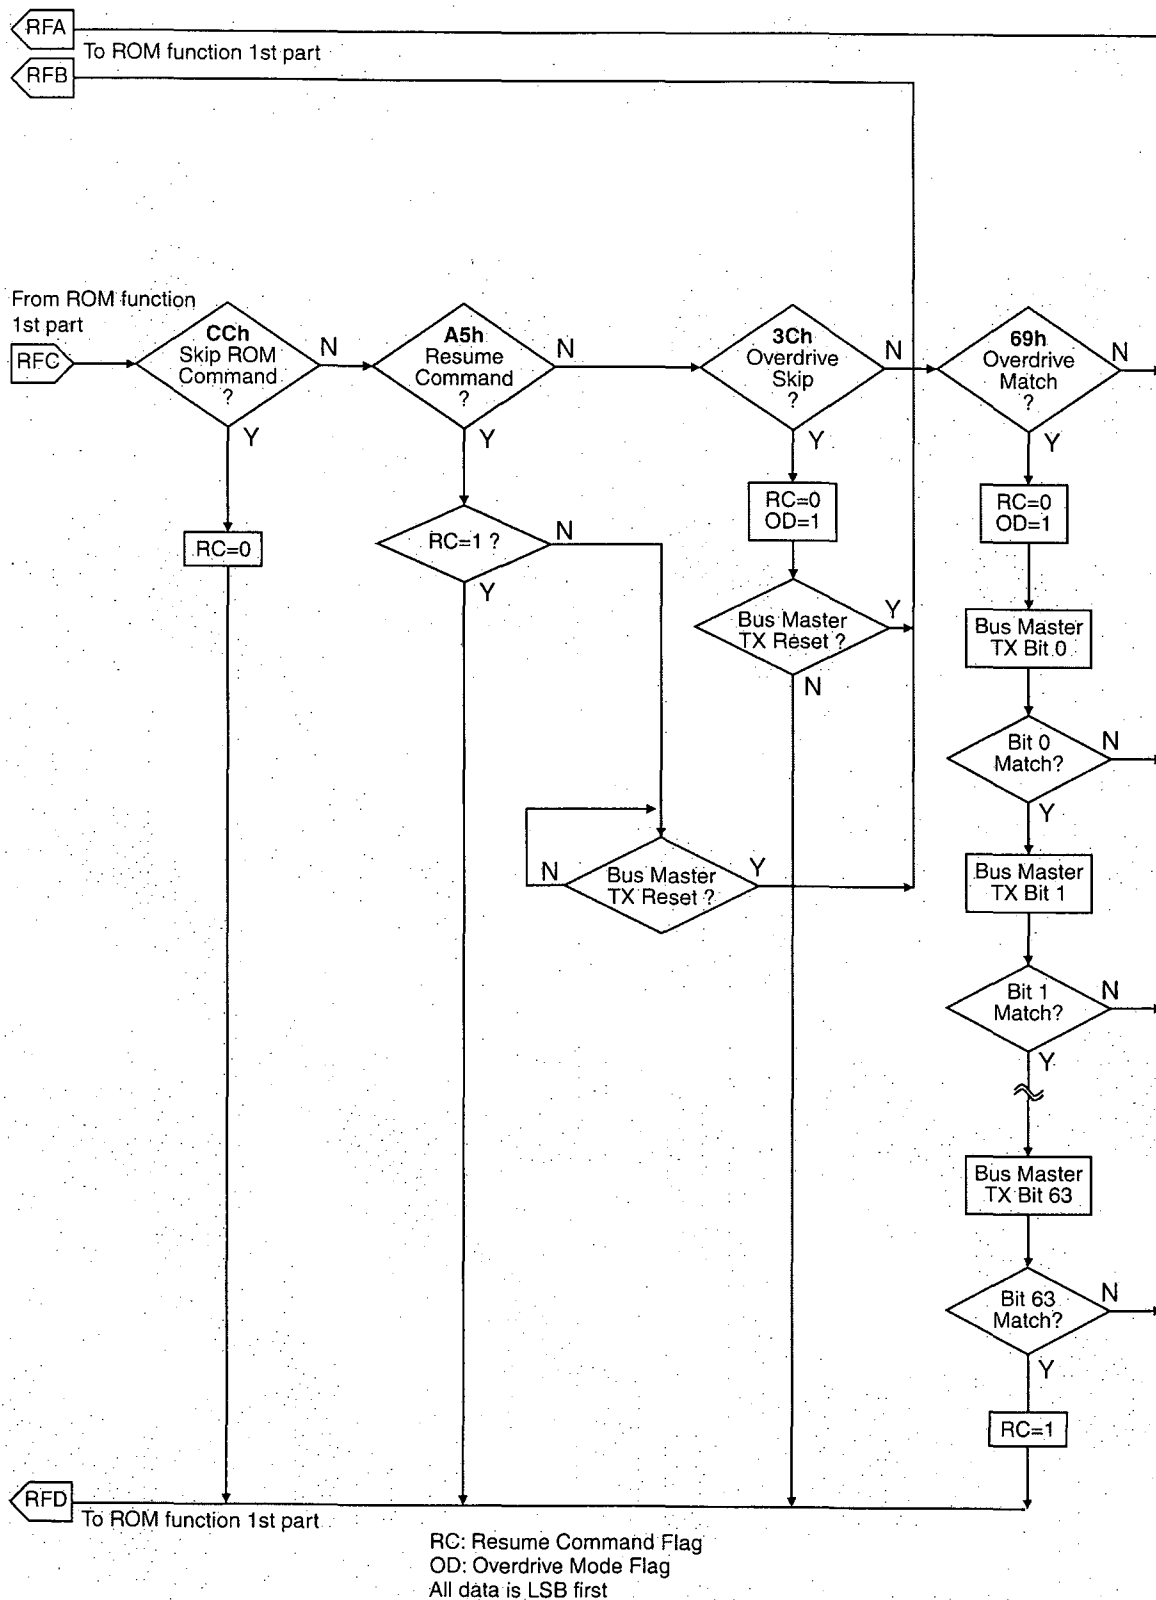 RFA
To ROM function 1st part
RFB
From ROM function
1st part
RFC
CCh
Skip ROM
Command
?
N
Y
RC=0
A5h
Resume
Command
?
N
Y
RC=1 ?
N
Y
Bus Master
TX Reset ?
N
Y
3Ch
Overdrive
Skip
?
N
Y
RC=0
OD=1
Bus Master
TX Reset ?
Y
N
69h
Overdrive
Match
?
N
Y
RC=0
OD=1
Bus Master
TX Bit 0
Bit 0
Match?
N
Y
Bus Master
TX Bit 1
Bit 1
Match?
N
Y
Bus Master
TX Bit 63
Bit 63
Match?
N
Y
RC=1
RFD
To ROM function 1st part
RC: Resume Command Flag
OD: Overdrive Mode Flag
All data is LSB first